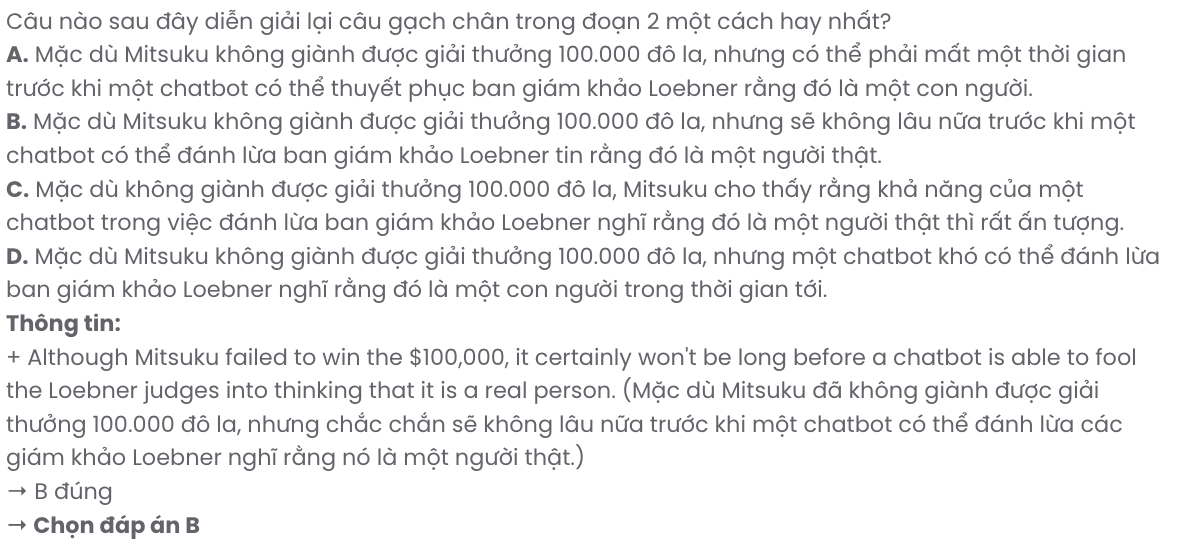 Câu nào sau đây diễn giải lại câu gạch chân trong đoạn 2 một cách hay nhất?
A. Mặc dù Mitsuku không giành được giải thưởng 100.000 đô la, nhưng có thể phải mất một thời gian
trước khi một chatbot có thể thuyết phục ban giám khảo Loebner rằng đó là một con người.
B. Mặc dù Mitsuku không giành được giải thưởng 100.000 đô la, nhưng sẽ không lâu nữa trước khi một
chatbot có thể đánh lừa ban giám khảo Loebner tin rằng đó là một người thật.
C. Mặc dù không giành được giải thưởng 100.000 đô la, Mitsuku cho thấy rằng khả năng của một
chatbot trong việc đánh lừa ban giám khảo Loebner nghĩ rằng đó là một người thật thì rất ấn tượng.
D. Mặc dù Mitsuku không giành được giải thưởng 100.000 đô la, nhưng một chatbot khó có thể đánh lừa
ban giám khảo Loebner nghĩ rằng đó là một con người trong thời gian tới.
Thông tin:
+ Although Mitsuku failed to win the $100,000, it certainly won't be long before a chatbot is able to fool
the Loebner judges into thinking that it is a real person. (Mặc dù Mitsuku đã không giành được giải
thưởng 100.000 đô la, nhưng chắc chắn sẽ không lâu nữa trước khi một chatbot có thể đánh lừa các
giám khảo Loebner nghĩ rằng nó là một người thật.)
→ B đúng
→ Chọn đáp án B